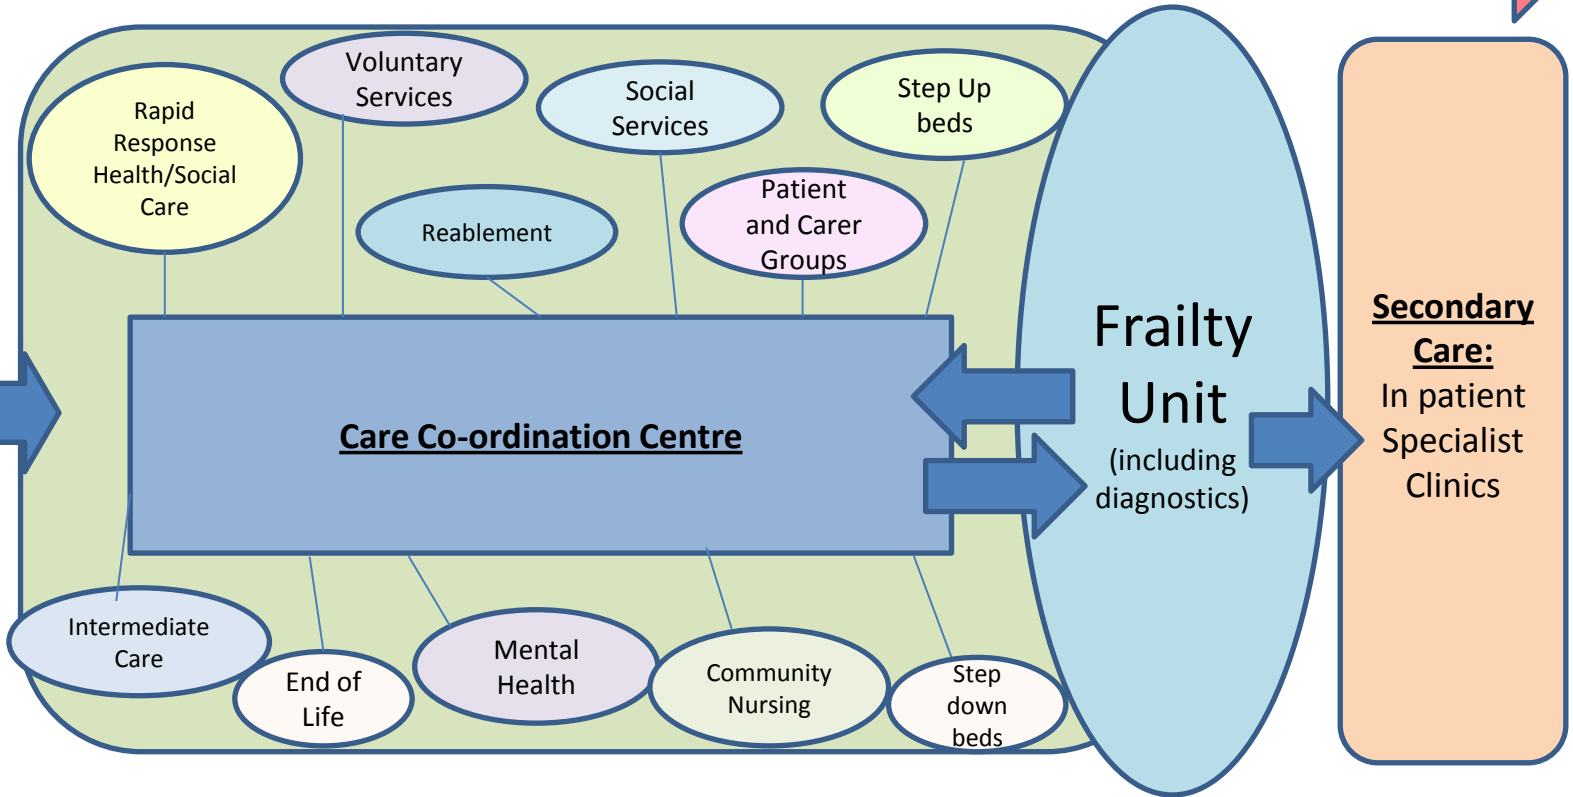 Rapid
Response
Health/Social
Care
Voluntary
Services
Social
Services
Step Up
beds
Reablement
Patient
and Carer
Groups
Care Co-ordination Centre
Frailty
Unit
(including
diagnostics)
Secondary
Care:
In patient
Specialist
Clinics
Intermediate
Care
End of
Life
Mental
Health
Community
Nursing
Step
down
beds